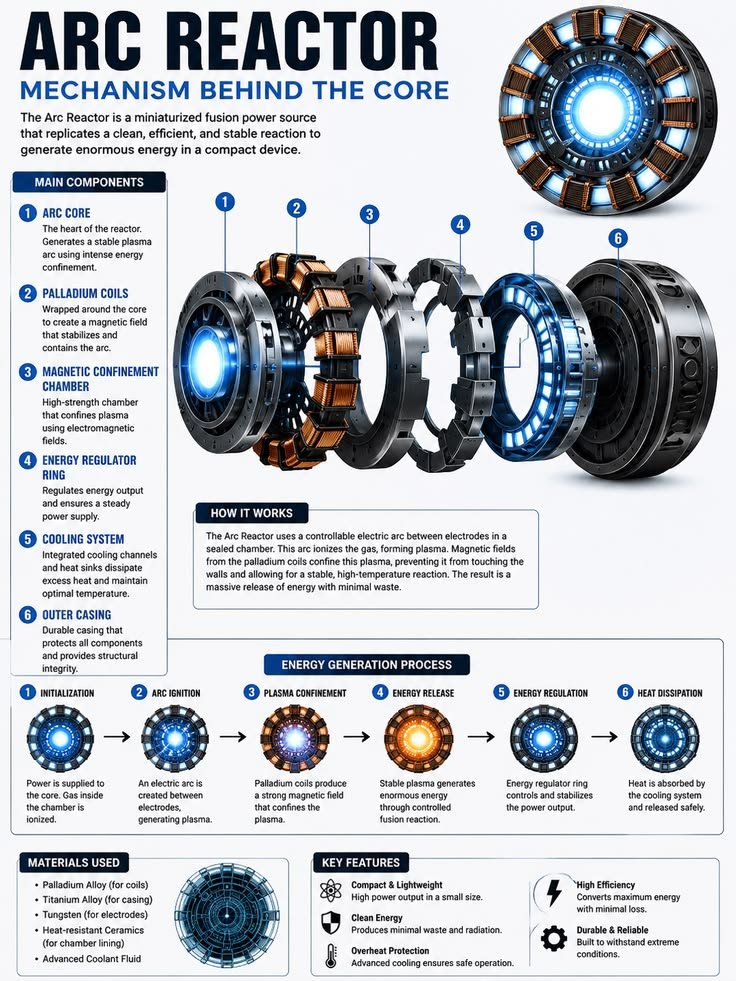 ARC REACTOR
MECHANISM BEHIND THE CORE
The Arc Reactor is a miniaturized fusion power source
that replicates a clean, efficient, and stable reaction to
generate enormous energy in a compact device.
MAIN COMPONENTS
1 ARC CORE
The heart of the reactor.
Generates a stable plasma
arc using intense energy
confinement.
2 PALLADIUM COILS
Wrapped around the core
to create a magnetic field
that stabilizes and
contains the arc.
3 MAGNETIC CONFINEMENT
CHAMBER
High-strength chamber
that confines plasma
using electromagnetic
fields.
4 ENERGY REGULATOR
RING
Regulates energy output
and ensures a steady
power supply.
5 COOLING SYSTEM
Integrated cooling channels
and heat sinks dissipate
excess heat and maintain
optimal temperature.
6 OUTER CASING
Durable casing that
protects all components
and provides structural
integrity.
1
2
3
4
5
6
HOW IT WORKS
The Arc Reactor uses a controllable electric arc between electrodes in a
sealed chamber. This arc ionizes the gas, forming plasma. Magnetic fields
from the palladium coils confine this plasma, preventing it from touching the
walls and allowing for a stable, high-temperature reaction. The result is a
massive release of energy with minimal waste.
ENERGY GENERATION PROCESS
1 INITIALIZATION
Power is supplied to
the core. Gas inside
the chamber is
ionized.
2 ARC IGNITION
An electric arc is
created between
electrodes,
generating plasma.
3 PLASMA CONFINEMENT
Palladium coils produce
a strong magnetic field
that confines the
plasma.
4 ENERGY RELEASE
Stable plasma generates
enormous energy
through controlled
fusion reaction.
5 ENERGY REGULATION
Energy regulator ring
controls and stabilizes
the power output.
6 HEAT DISSIPATION
Heat is absorbed by
the cooling system
and released safely.
MATERIALS USED
• Palladium Alloy (for coils)
• Titanium Alloy (for casing)
• Tungsten (for electrodes)
• Heat-resistant Ceramics
(for chamber lining)
• Advanced Coolant Fluid
KEY FEATURES
Compact & Lightweight
High power output in a small size.
Clean Energy
Produces minimal waste and radiation.
Overheat Protection
Advanced cooling ensures safe operation.
High Efficiency
Converts maximum energy
with minimal loss.
Durable & Reliable
Built to withstand extreme
conditions.